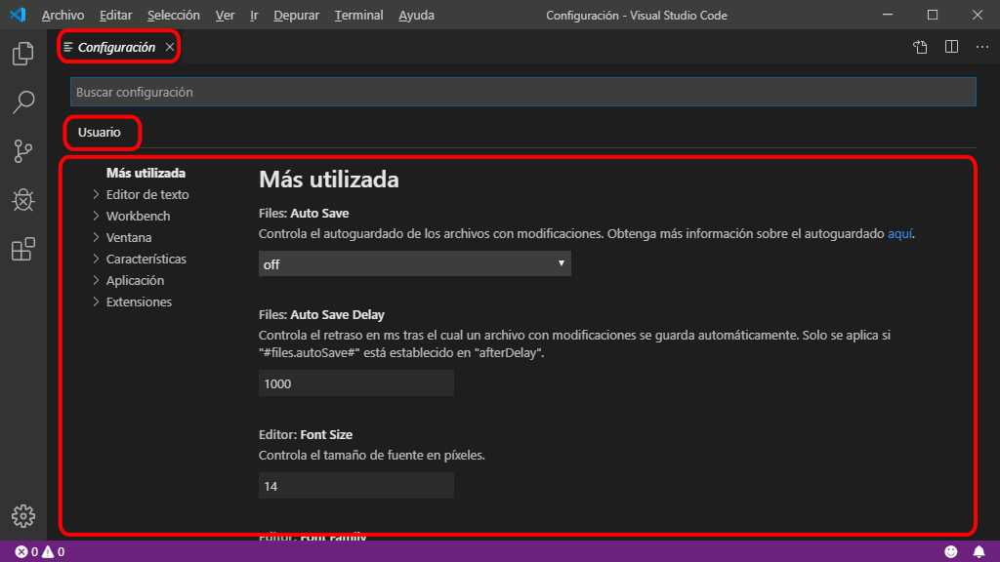 Archivo Editar Selección Ver Ir Depurar Terminal Ayuda Configuración - Visual Studio Code
Configuración
Buscar configuración
Usuario
Más utilizada
Editor de texto
Workbench
Ventana
Características
Aplicación
Extensiones
Más utilizada
Files: Auto Save
Controla el autoguardado de los archivos con modificaciones. Obtenga más información sobre el autoguardado aquí.
off
Files: Auto Save Delay
Controla el retraso en ms tras el cual un archivo con modificaciones se guarda automáticamente. Solo se aplica si
"#files.autoSave#" está establecido en "afterDelay".
1000
Editor: Font Size
Controla el tamaño de fuente en píxeles.
14
Editor: Font Family
0 0